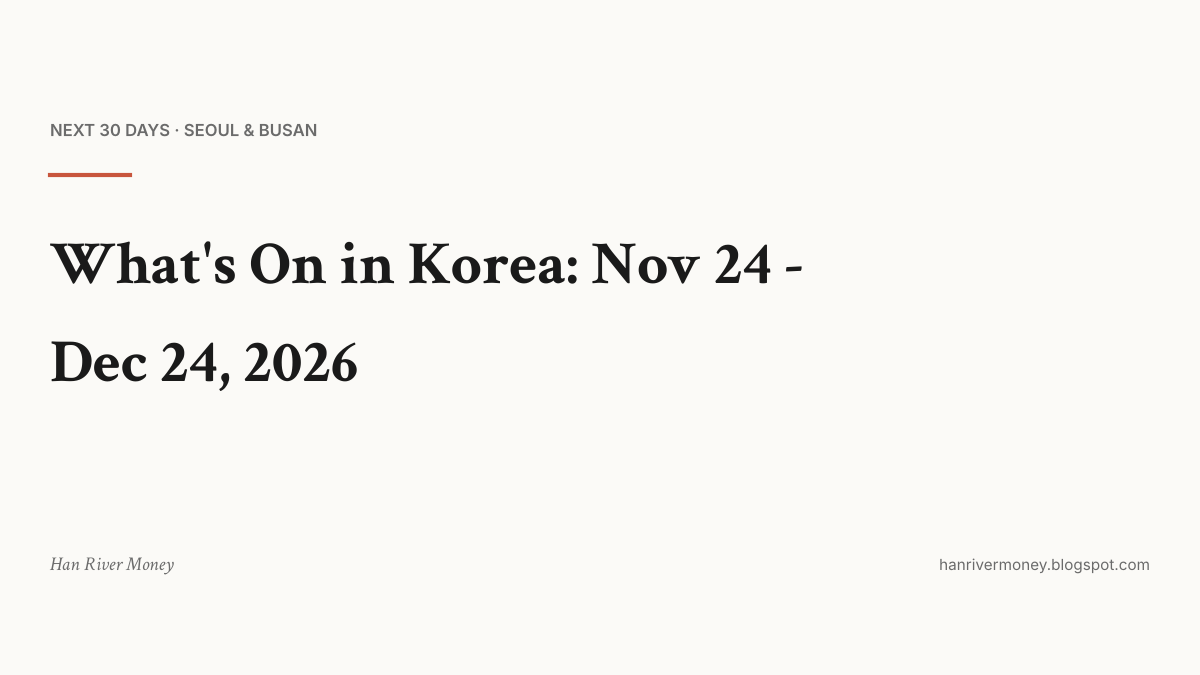 NEXT 30 DAYS · SEOUL & BUSAN
What's On in Korea: Nov 24 -
Dec 24, 2026
Han River Money
hanrivermoney.blogspot.com